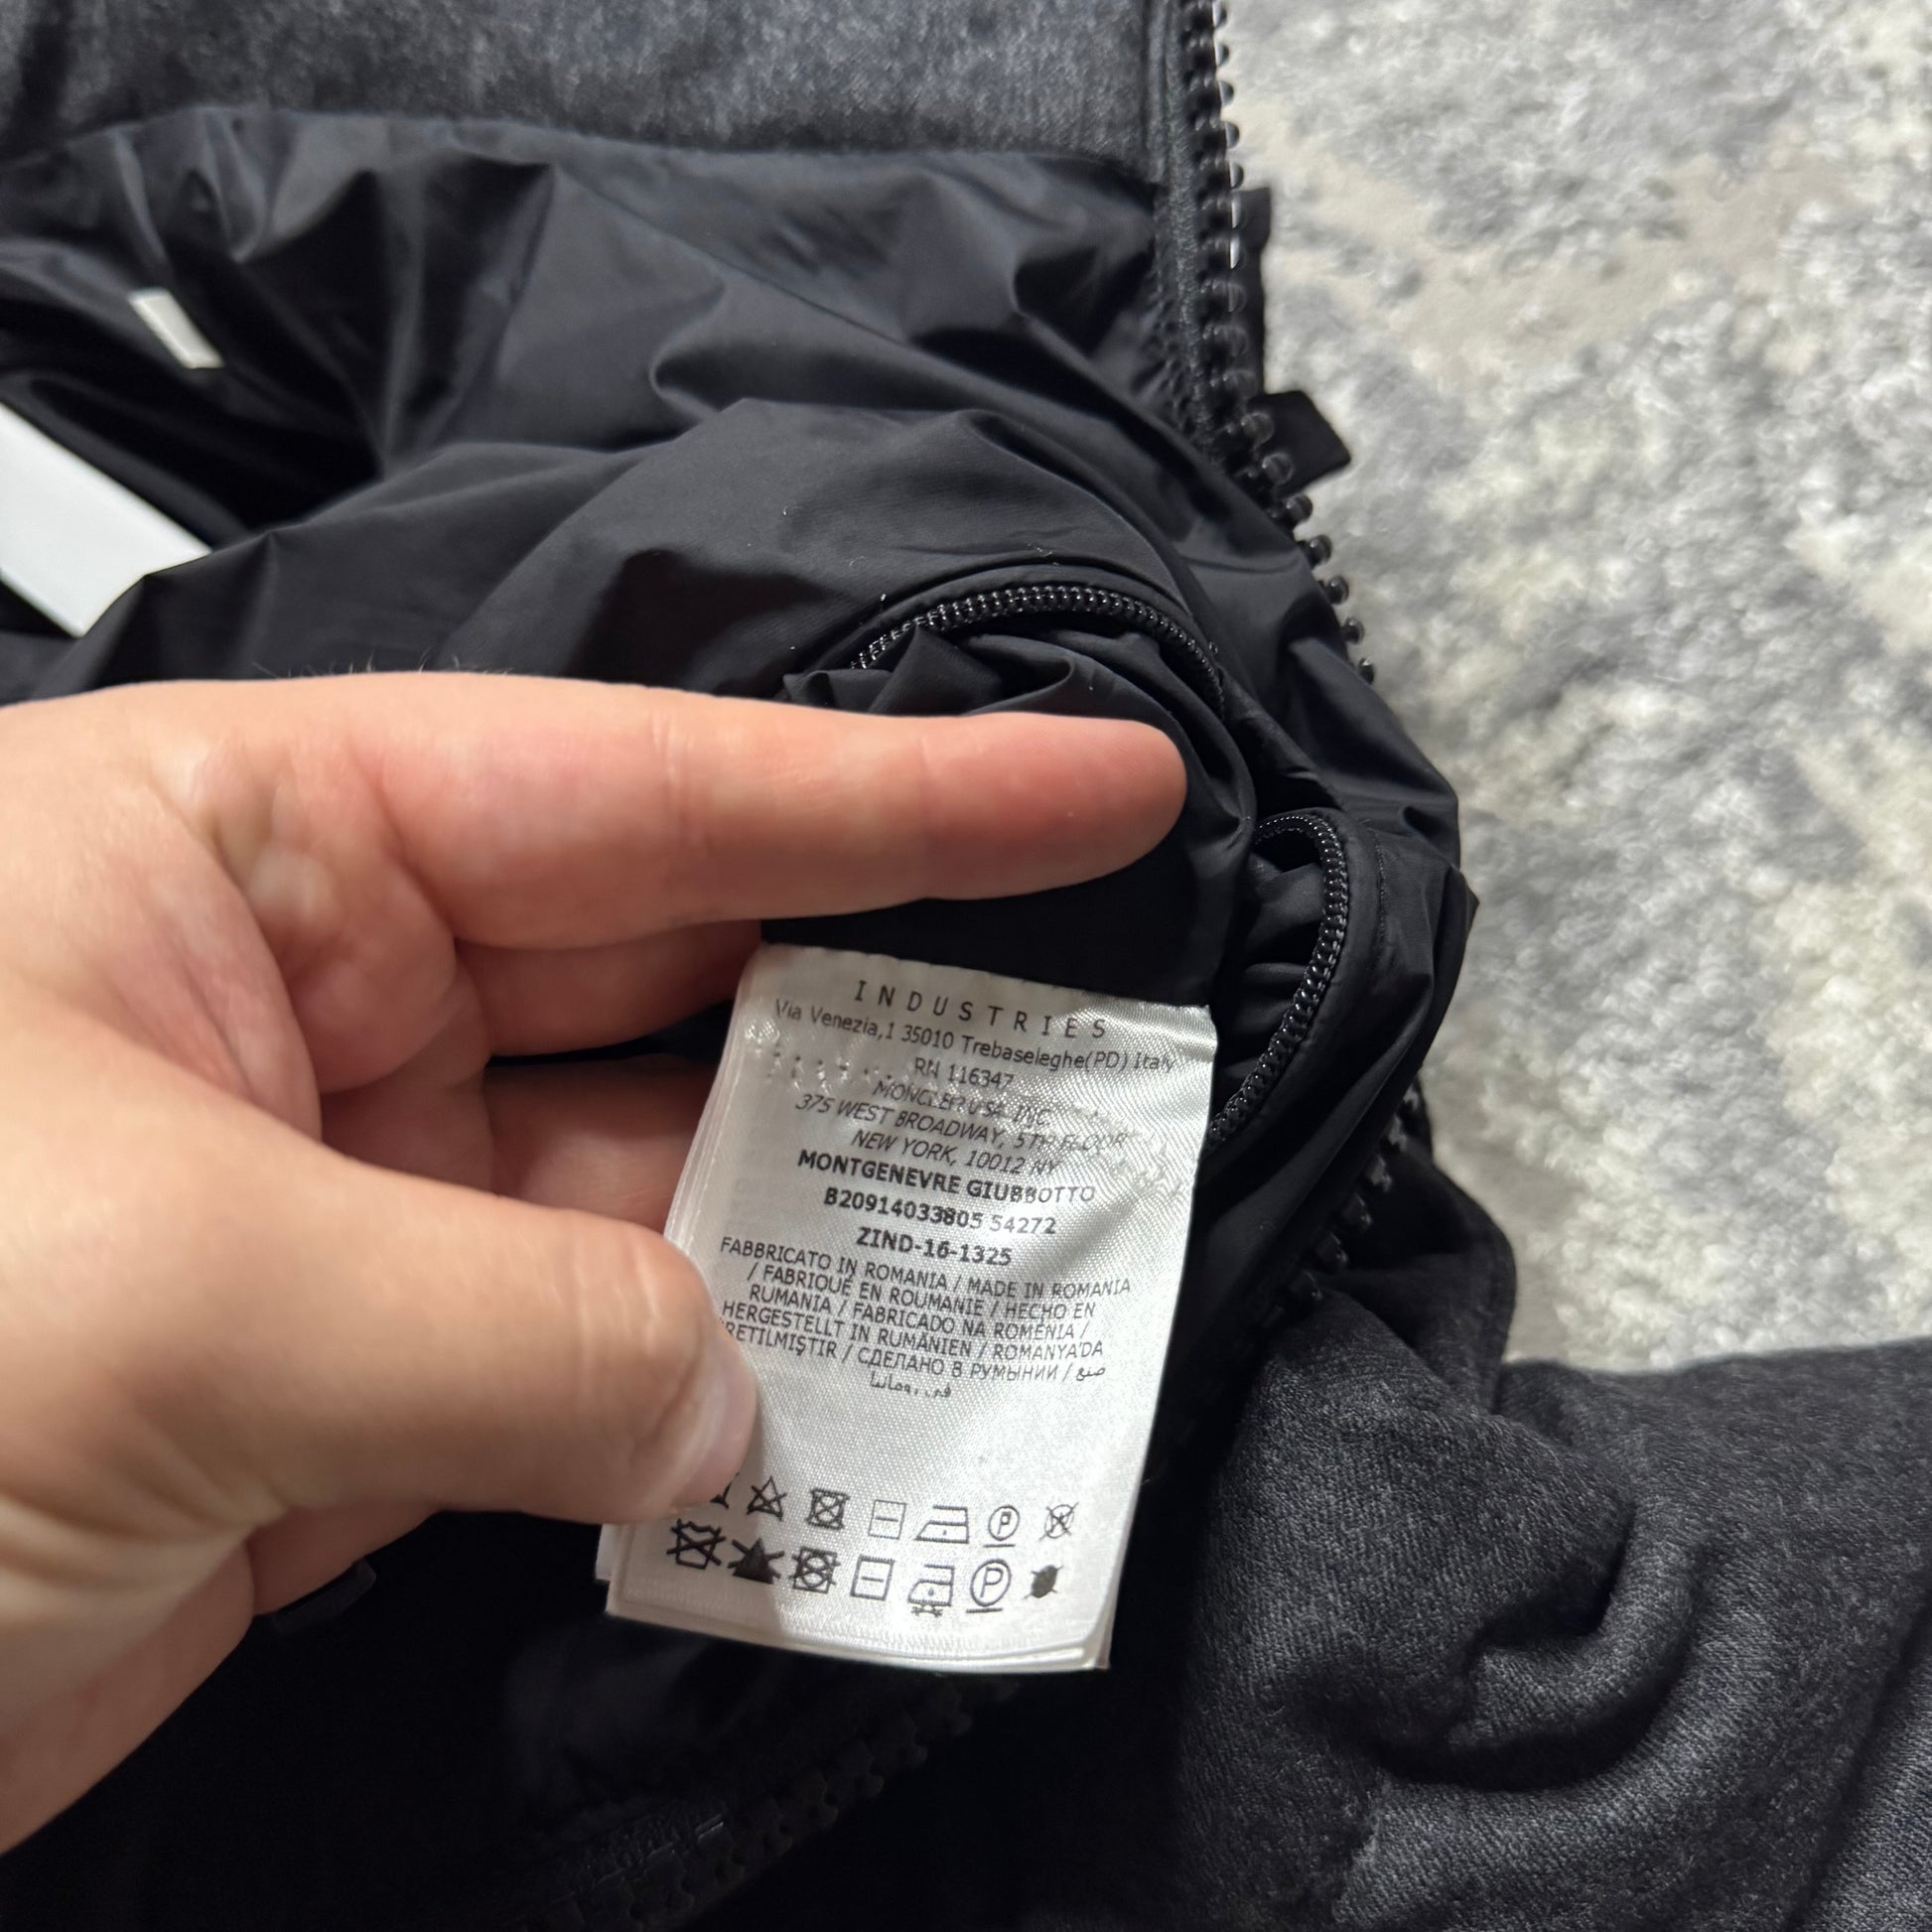 INDUSTRIES
Via Venezia,1 35010 Trebaseleghe(PD) Italy
RN 116347
MONCLER USA INC.
375 WEST BROADWAY, 5TH FLOOR
NEW YORK, 10012 NY
MONTGENEVRE GIUBBOTTO
B20914033805 54272
ZIND-16-1325
FABBRICATO IN ROMANIA / MADE IN ROMANIA
/ FABRIQUÉ EN ROUMANIE / HECHO EN
RUMANIA / FABRICADO NA ROMÉNIA /
HERGESTELLT IN RUMÄNIEN / ROMANYA'DA
RETILMIŞTIR / СДЕЛАНО В РУМЫНИИ / صنع
في رومانيا
P
P